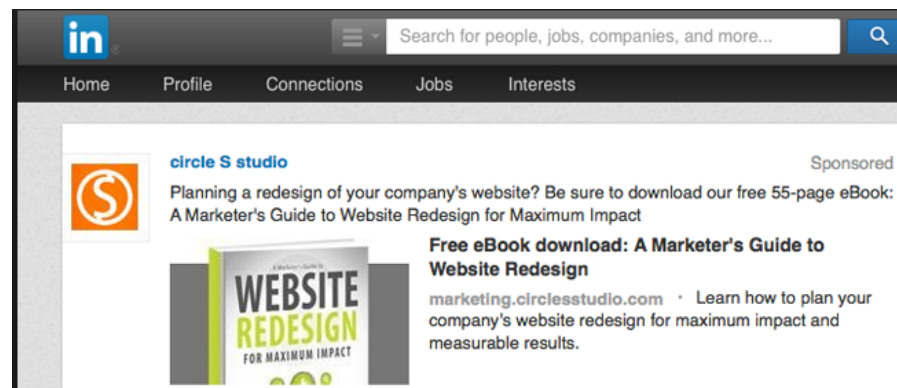 in
Search for people, jobs, companies, and more...
Home Profile Connections Jobs Interests
circle S studio Sponsored
Planning a redesign of your company's website? Be sure to download our free 55-page eBook:
A Marketer's Guide to Website Redesign for Maximum Impact
Free eBook download: A Marketer's Guide to
Website Redesign
marketing.circlesstudio.com · Learn how to plan your
company's website redesign for maximum impact and
measurable results.
A Marketer's Guide to
WEBSITE
REDESIGN
FOR MAXIMUM IMPACT